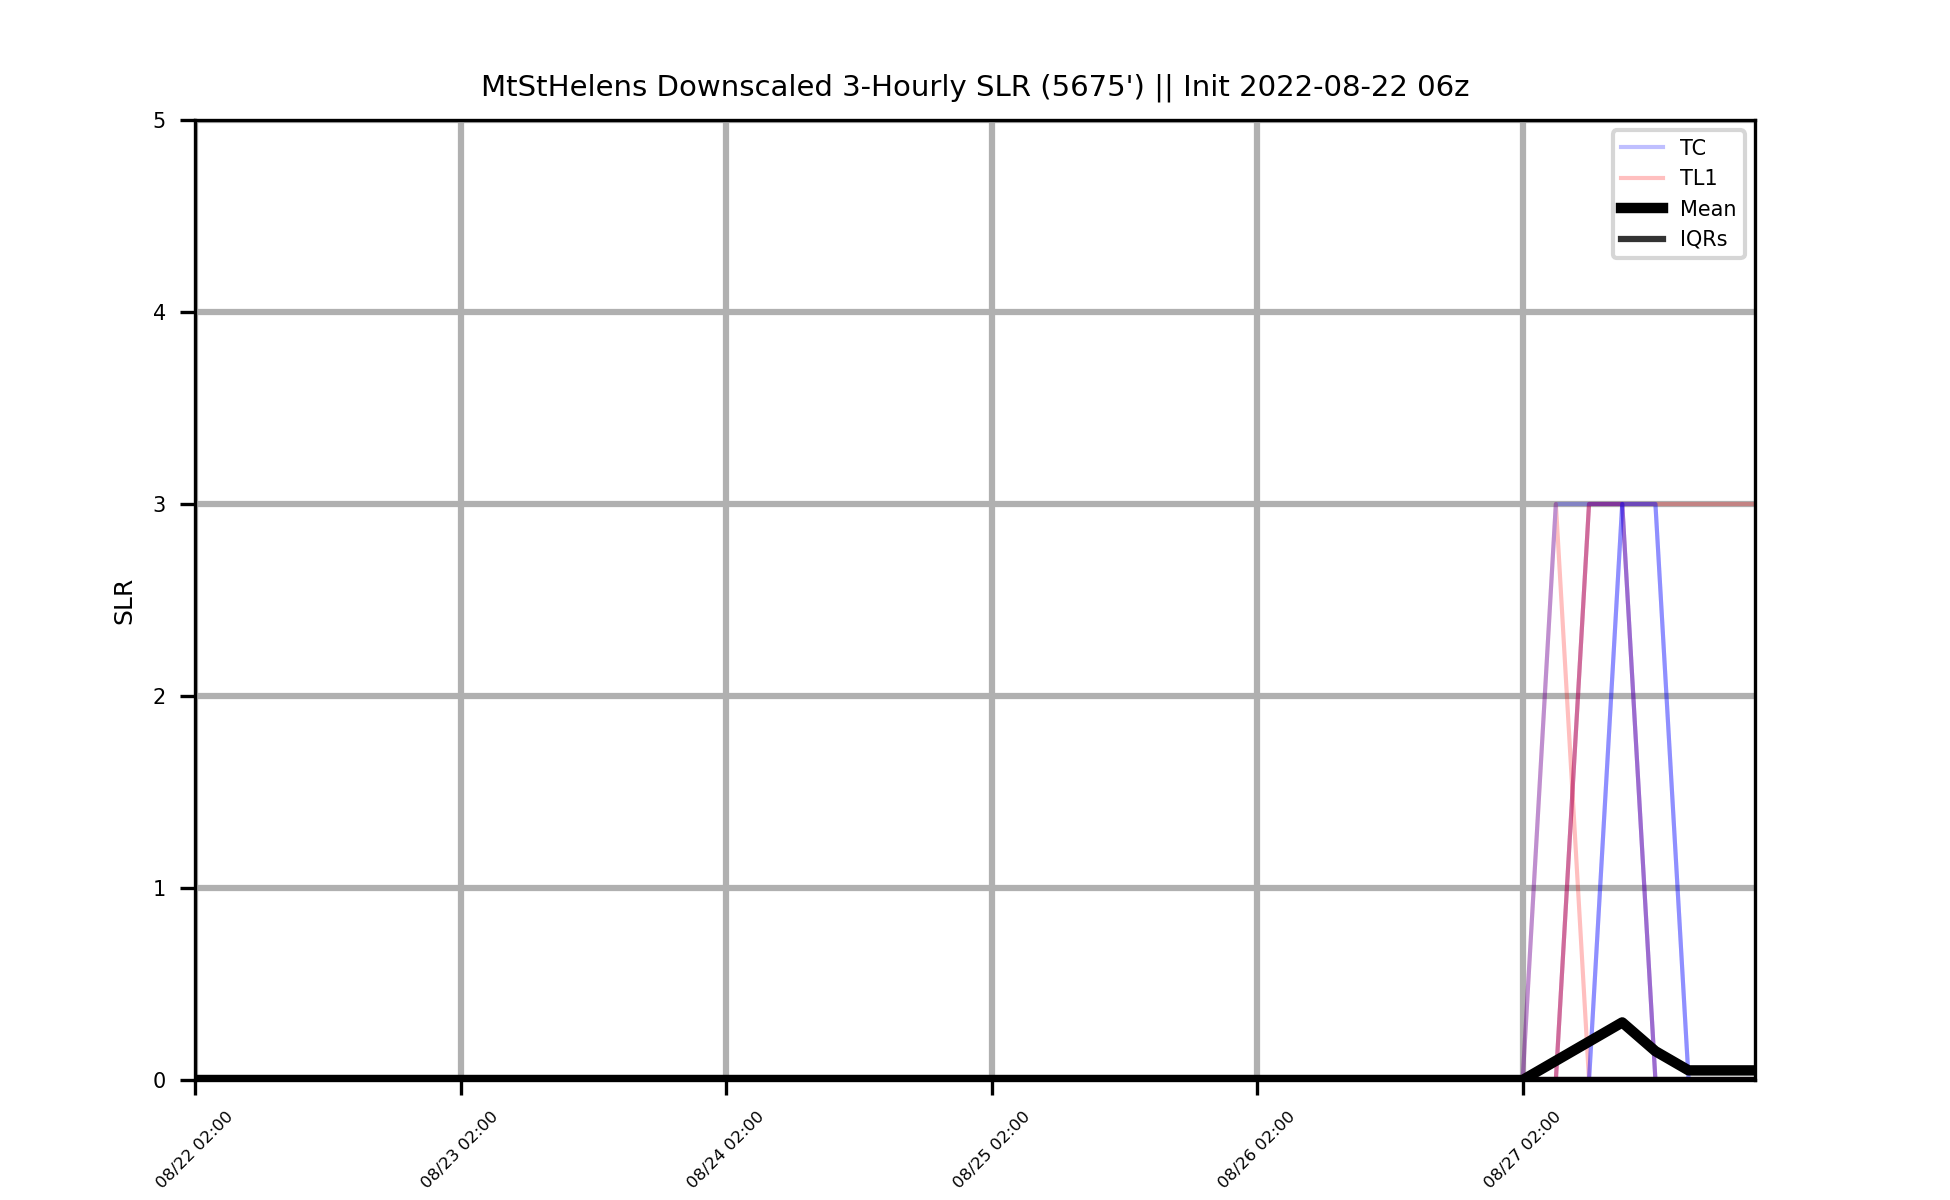 MtStHelens Downscaled 3-Hourly SLR (5675') || Init 2022-08-22 06z
5
4
3
2
1
0
SLR
TC
TL1
Mean
IQRs
08/22 02:00
08/23 02:00
08/24 02:00
08/25 02:00
08/26 02:00
08/27 02:00